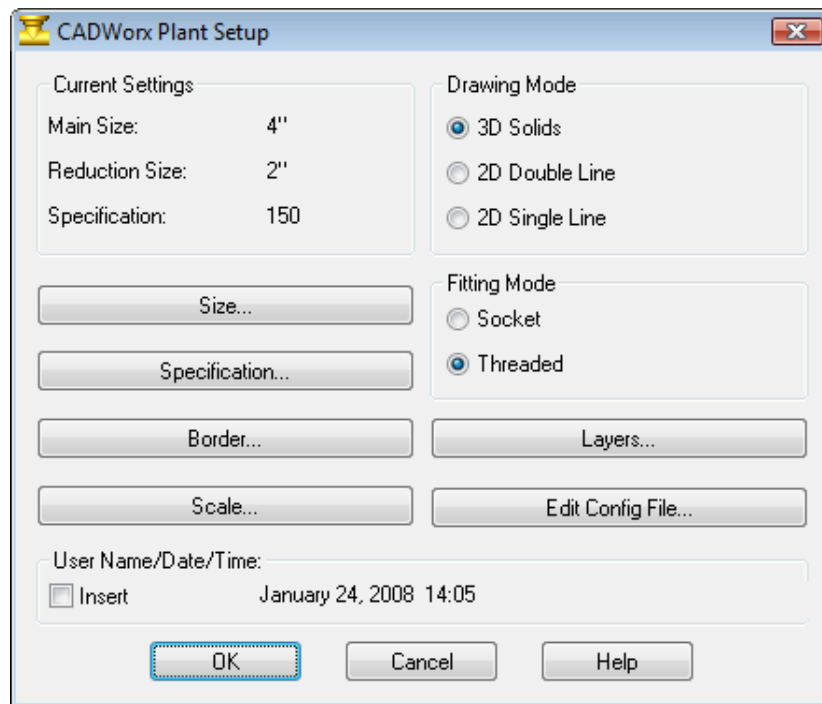 CADWorx Plant Setup
Current Settings
Main Size: 4"
Reduction Size: 2"
Specification: 150
Drawing Mode
3D Solids
2D Double Line
2D Single Line
Size...
Specification...
Fitting Mode
Socket
Threaded
Border...
Layers...
Scale...
Edit Config File...
User Name/Date/Time:
Insert January 24, 2008 14:05
OK Cancel Help